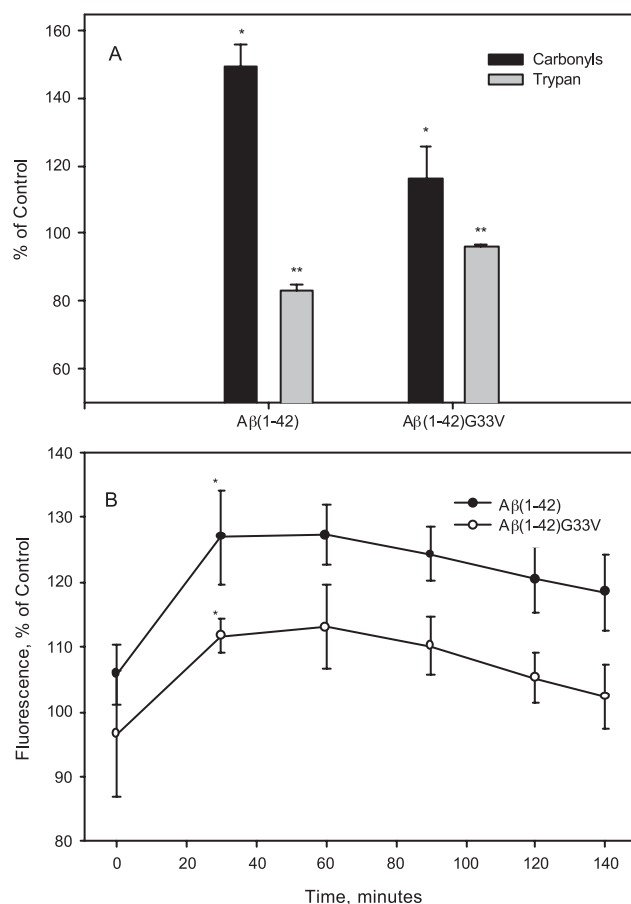 160
A
*
Carbonyls
Trypan
140
*
120
% of Control
100
**
**
80
60
Aβ(1-42)
Aβ(1-42)G33V
140
B
*
Aβ(1-42)
Aβ(1-42)G33V
130
120
*
Fluorescence, % of Control
110
100
90
80
0 20 40 60 80 100 120 140
Time, minutes